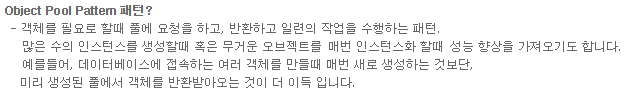 Object Pool Pattern 패턴?
- 객체를 필요로 할때 풀에 요청을 하고, 반환하고 일련의 작업을 수행하는 패턴.
많은 수의 인스턴스를 생성할때 혹은 무거운 오브젝트를 매번 인스턴스화 할때 성능 향상을 가져오기도 합니다.
예를들어, 데이터베이스에 접속하는 여러 객체를 만들때 매번 새로 생성하는 것보단,
미리 생성된 풀에서 객체를 반환받아오는 것이 더 이득 입니다.